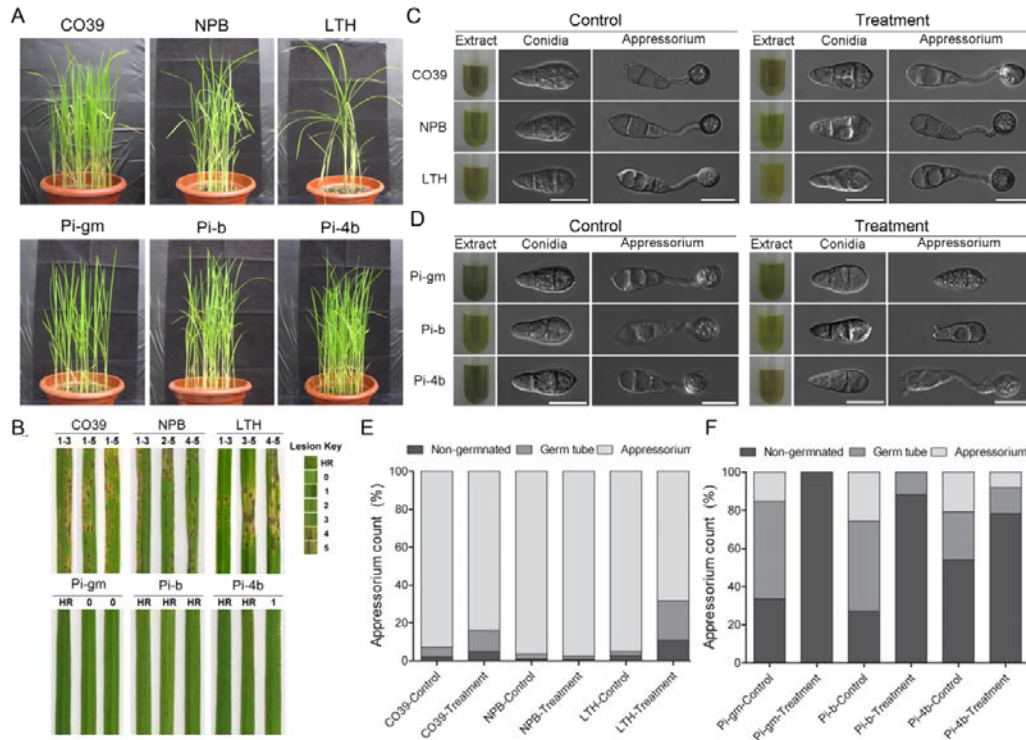 A
CO39 NPB LTH
Pi-gm Pi-b Pi-4b
B
CO39 NPB LTH
1-3 1-5 1-5 1-3 2-5 4-5 1-3 3-5 4-5
Lesion Key
HR
0
1
2
3
4
5
Pi-gm Pi-b Pi-4b
HR 0 0 HR HR HR HR HR 1
C
Control Treatment
Extract Conidia Appressorium Extract Conidia Appressorium
CO39
NPB
LTH
D
Control Treatment
Extract Conidia Appressorium Extract Conidia Appressorium
Pi-gm
Pi-b
Pi-4b
E
Non-germnated Germ tube Appressorium
Appressorium count (%)
100
80
60
40
20
0
CO39-Control CO39-Treatment NPB-Control NPB-Treatment LTH-Control LTH-Treatment
F
Non-germnated Germ tube Appressorium
Appressorium count (%)
100
80
60
40
20
0
Pi-gm-Control Pi-gm-Treatment Pi-b-Control Pi-b-Treatment Pi-4b-Control Pi-4b-Treatment